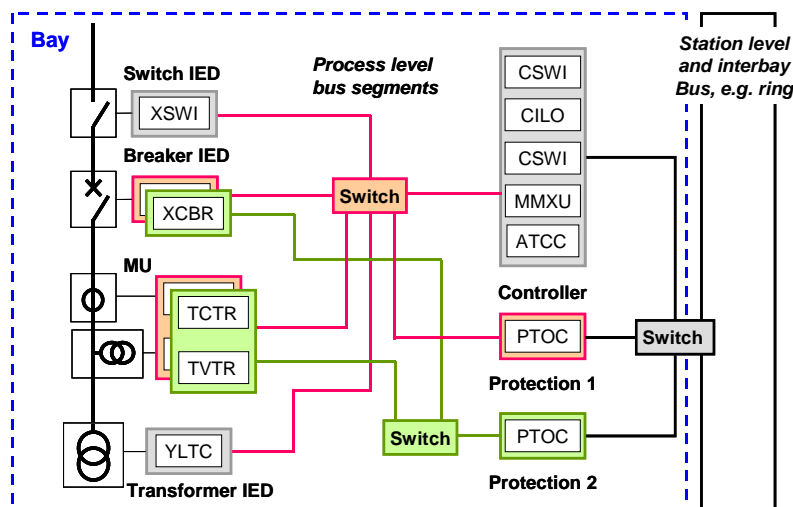 Bay
Switch IED
XSWI
Breaker IED
XCBR
MU
TCTR
TVTR
YLTC
Transformer IED
Process level
bus segments
Switch
Switch
CSWI
CILO
CSWI
MMXU
ATCC
Controller
PTOC
Protection 1
PTOC
Protection 2
Switch
Station level
and interbay
Bus, e.g. ring